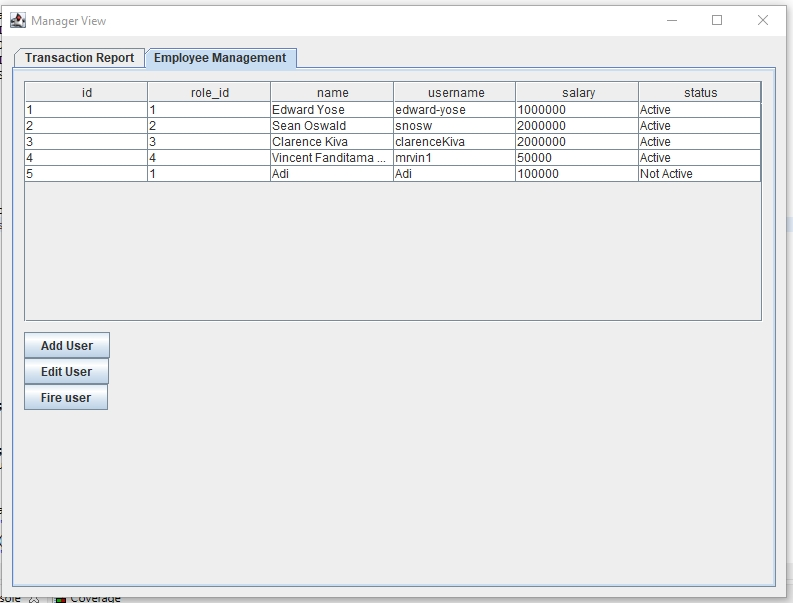 Manager View
Transaction Report Employee Management
id role_id name username salary status
1 1 Edward Yose edward-yose 1000000 Active
2 2 Sean Oswald snosw 2000000 Active
3 3 Clarence Kiva clarenceKiva 2000000 Active
4 4 Vincent Fanditama ... mrvin1 50000 Active
5 1 Adi Adi 100000 Not Active
Add User
Edit User
Fire user
Coverage